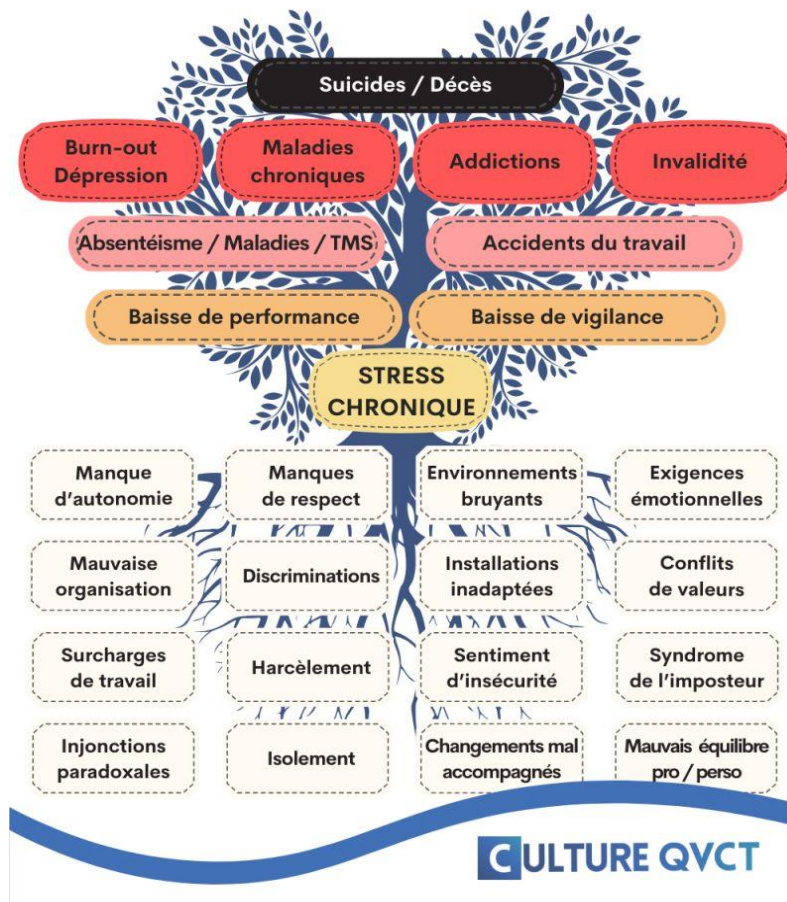 Suicides / Décès
Burn-out
Dépression
Maladies
chroniques
Addictions
Invalidité
Absentéisme / Maladies / TMS
Accidents du travail
Baisse de performance
Baisse de vigilance
STRESS
CHRONIQUE
Manque
d'autonomie
Manques
de respect
Environnements
bruyants
Exigences
émotionnelles
Mauvaise
organisation
Discriminations
Installations
inadaptées
Conflits
de valeurs
Surcharges
de travail
Harcèlement
Sentiment
d'insécurité
Syndrome
de l'imposteur
Injonctions
paradoxales
Isolement
Changements mal
accompagnés
Mauvais équilibre
pro / perso
CULTURE QVCT